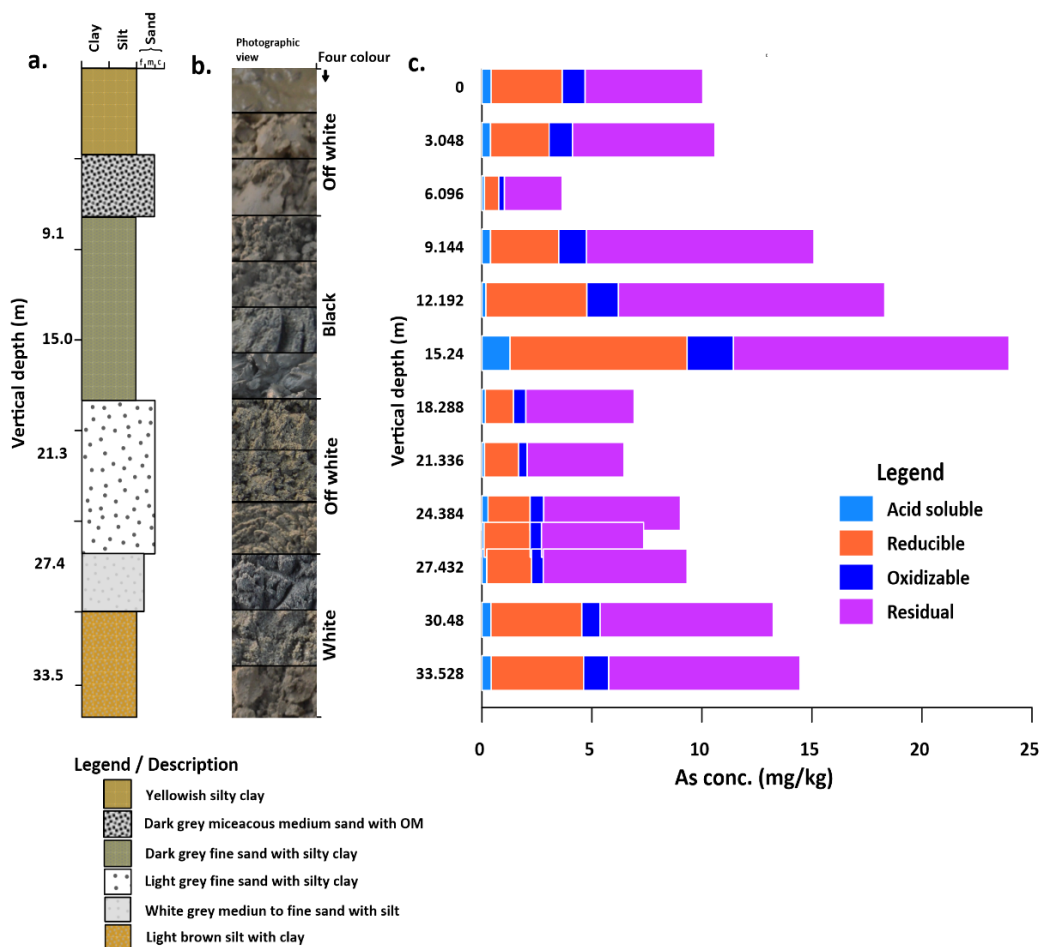 a.
Clay
Silt
Sand
f m c
Vertical depth (m)
9.1
15.0
21.3
27.4
33.5
b.
Photographic
view
Four colour
Off white
Black
Off white
White
c.
Vertical depth (m)
0
3.048
6.096
9.144
12.192
15.24
18.288
21.336
24.384
27.432
30.48
33.528
0 5 10 15 20 25
As conc. (mg/kg)
Legend
Acid soluble
Reducible
Oxidizable
Residual
Legend / Description
Yellowish silty clay
Dark grey miceacous medium sand with OM
Dark grey fine sand with silty clay
Light grey fine sand with silty clay
White grey mediun to fine sand with silt
Light brown silt with clay